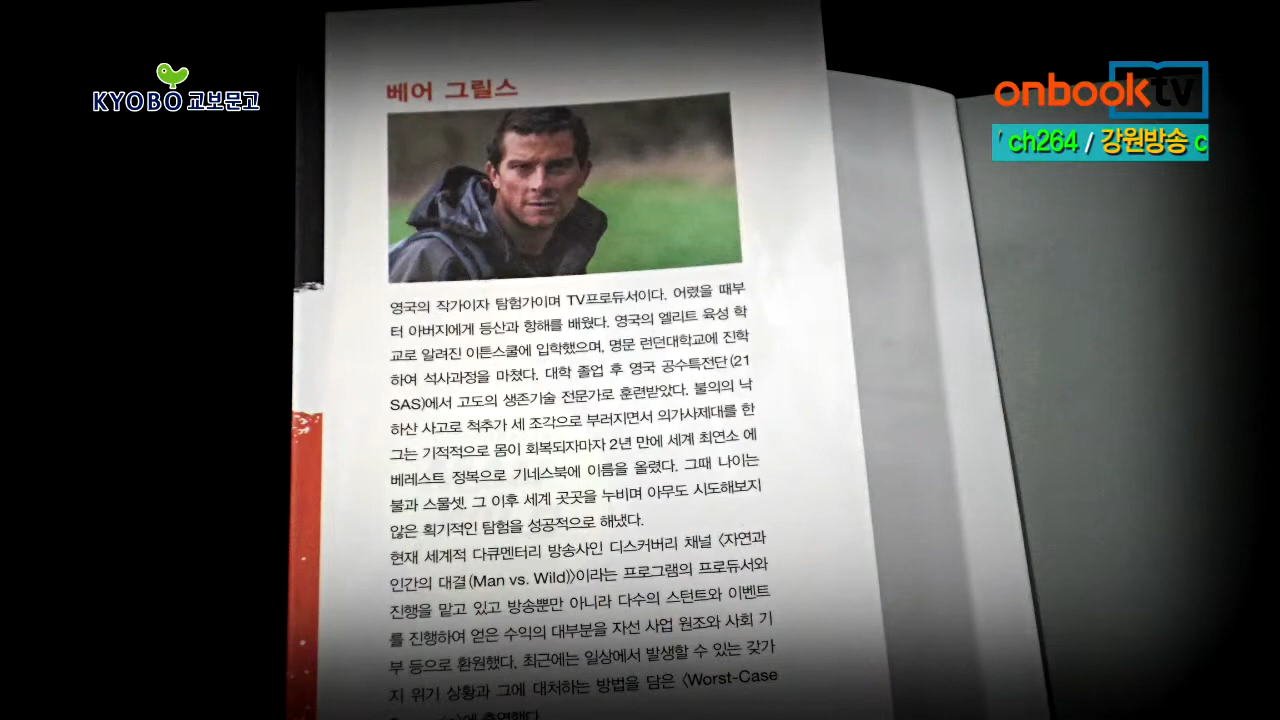 KYOBO 교보문고
onbook tv
' ch264 / 강원방송 c
베어 그릴스
영국의 작가이자 탐험가이며 TV프로듀서이다. 어렸을 때부
터 아버지에게 등산과 항해를 배웠다. 영국의 엘리트 육성 학
교로 알려진 이튼스쿨에 입학했으며, 명문 런던대학교에 진학
하여 석사과정을 마쳤다. 대학 졸업 후 영국 공수특전단(21
SAS)에서 고도의 생존기술 전문가로 훈련받았다. 불의의 낙
하산 사고로 척추가 세 조각으로 부러지면서 의가사제대를 한
그는 기적적으로 몸이 회복되자마자 2년 만에 세계 최연소 에
베레스트 정복으로 기네스북에 이름을 올렸다. 그때 나이는
불과 스물셋. 그 이후 세계 곳곳을 누비며 아무도 시도해보지
않은 획기적인 탐험을 성공적으로 해냈다.
현재 세계적 다큐멘터리 방송사인 디스커버리 채널 〈자연과
인간의 대결(Man vs. Wild)〉이라는 프로그램의 프로듀서와
진행을 맡고 있고 방송뿐만 아니라 다수의 스턴트와 이벤트
를 진행하여 얻은 수익의 대부분을 자선 사업 원조와 사회 기
부 등으로 환원했다. 최근에는 일상에서 발생할 수 있는 갖가
지 위기 상황과 그에 대처하는 방법을 담은 〈Worst-Case